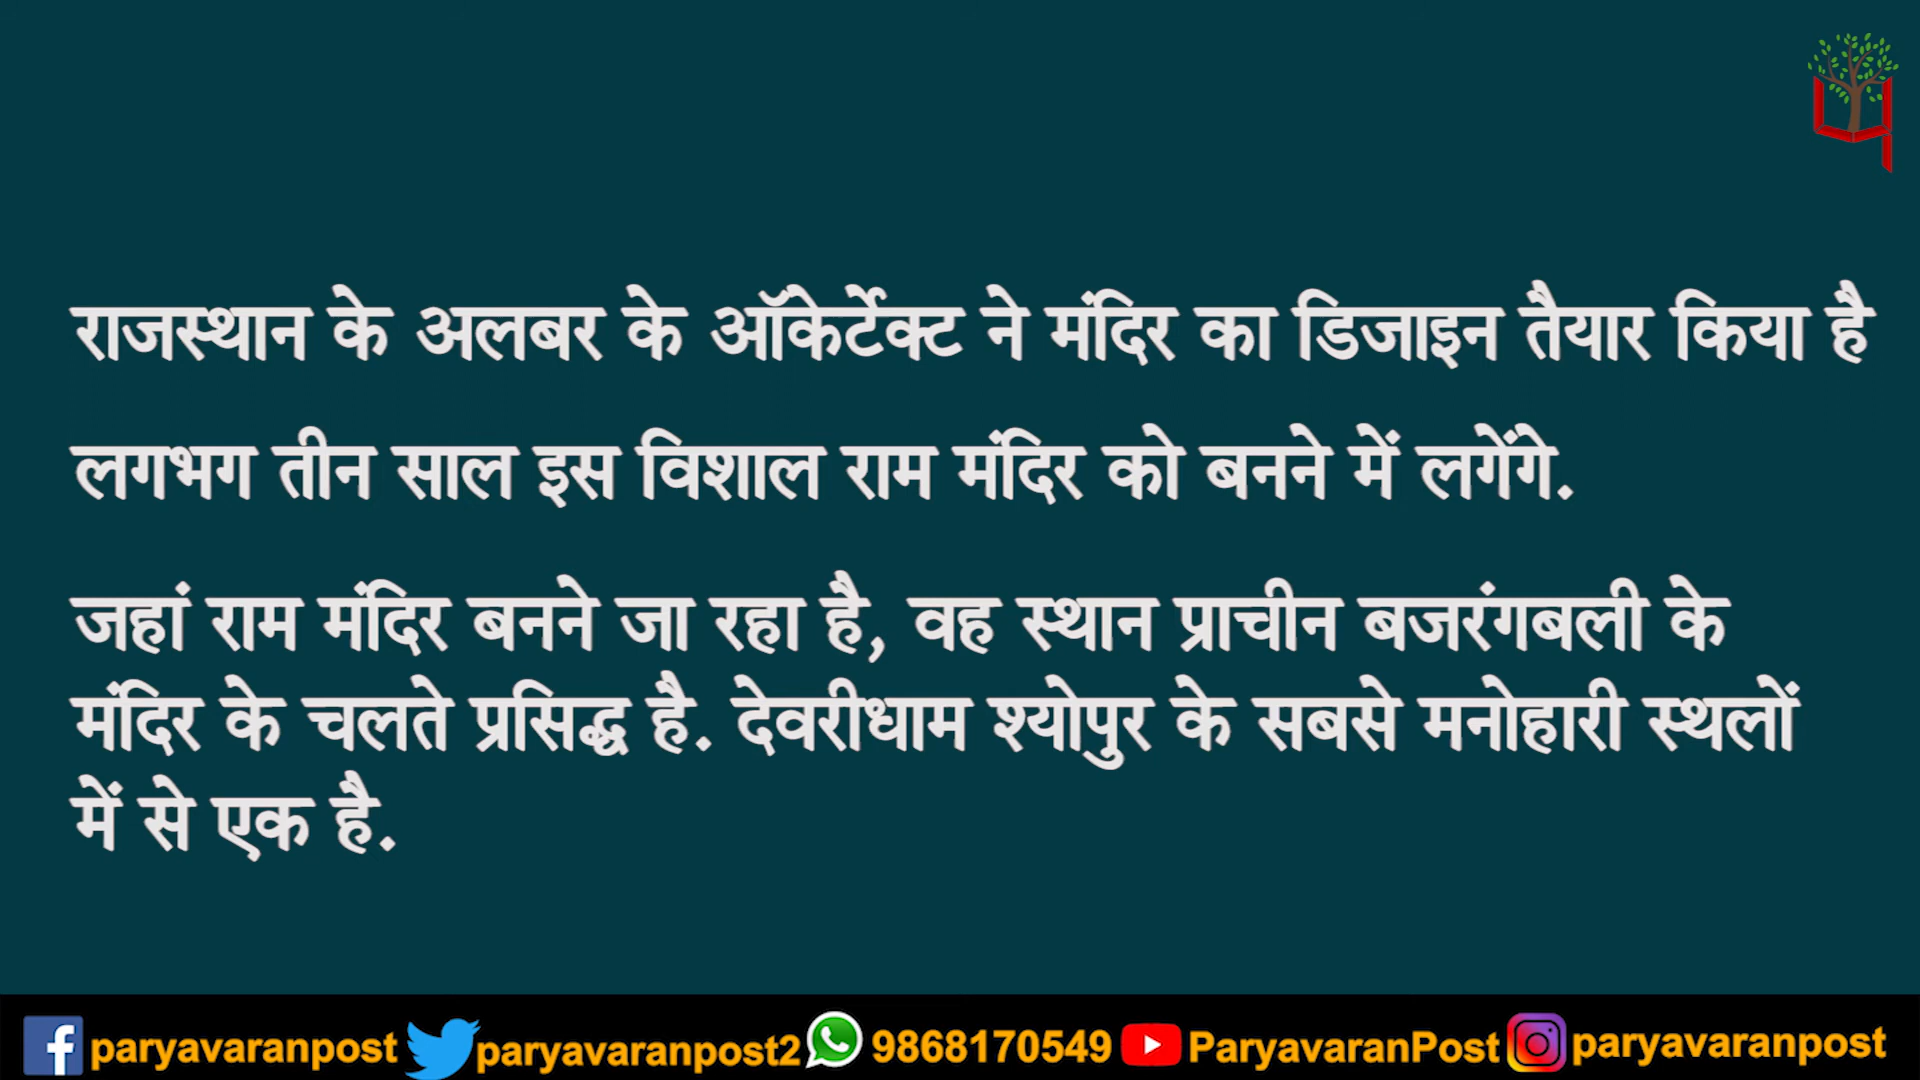 राजस्थान के अलबर के ऑकेर्टेक्ट ने मंदिर का डिजाइन तैयार किया है
लगभग तीन साल इस विशाल राम मंदिर को बनने में लगेंगे.
जहां राम मंदिर बनने जा रहा है, वह स्थान प्राचीन बजरंगबली के
मंदिर के चलते प्रसिद्ध है. देवरीधाम श्योपुर के सबसे मनोहारी स्थलों
में से एक है.
paryavaranpost paryavaranpost2 9868170549 ParyavaranPost paryavaranpost